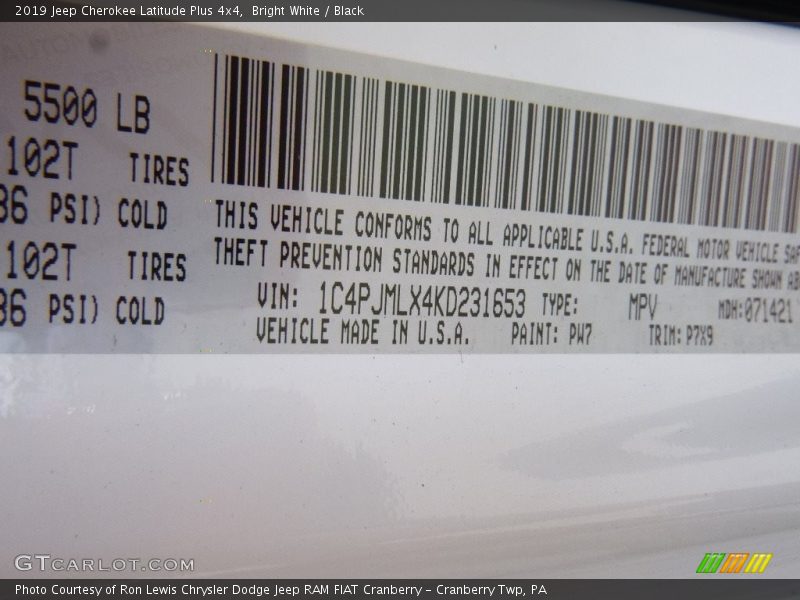 2019 Jeep Cherokee Latitude Plus 4x4, Bright White / Black
5500 LB
102T TIRES
36 PSI) COLD
102T TIRES
36 PSI) COLD
THIS VEHICLE CONFORMS TO ALL APPLICABLE U.S.A. FEDERAL MOTOR VEHICLE SAF
THEFT PREVENTION STANDARDS IN EFFECT ON THE DATE OF MANUFACTURE SHOWN AB
VIN: 1C4PJMLX4KD231653 TYPE: MPV MDH:071421
VEHICLE MADE IN U.S.A. PAINT: PW7 TRIM: P7X9
GTCARLOT.COM
Photo Courtesy of Ron Lewis Chrysler Dodge Jeep RAM FIAT Cranberry – Cranberry Twp, PA